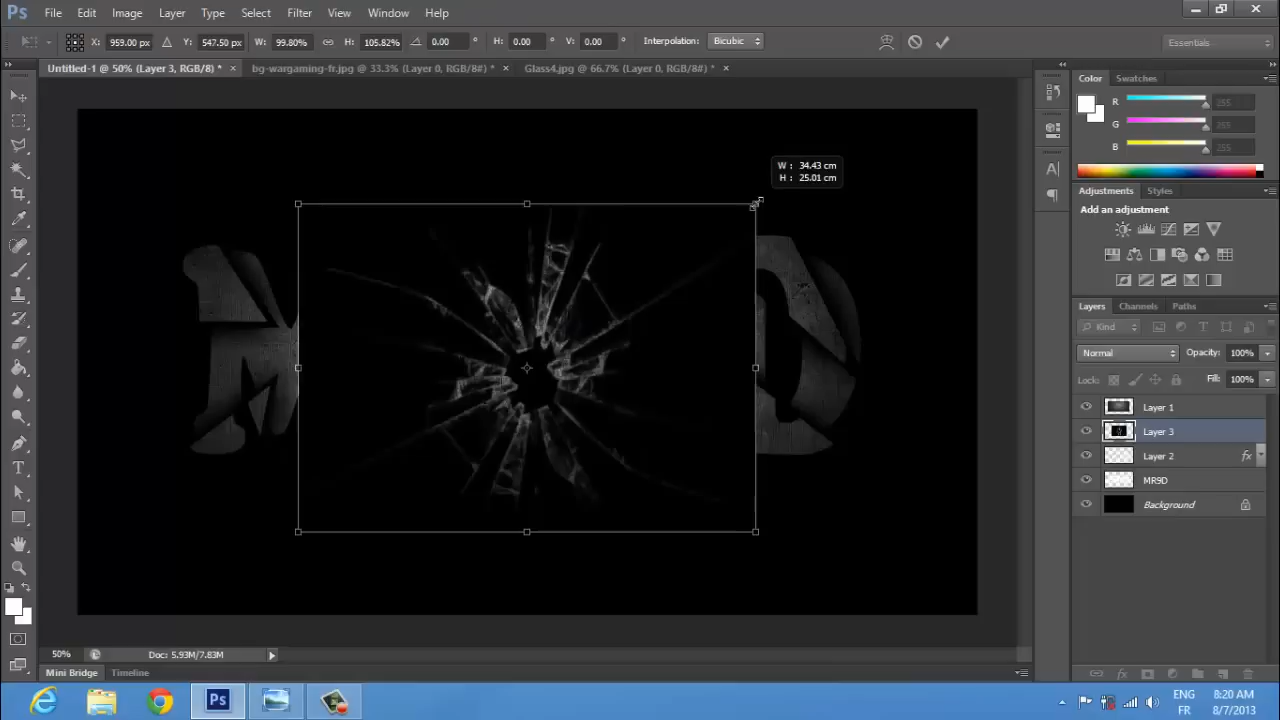 Ps File Edit Image Layer Type Select Filter View Window Help
X: 959.00 px Y: 547.50 px W: 99.80% H: 105.82% 0.00 ° H: 0.00 ° V: 0.00 ° Interpolation: Bicubic Essentials
Untitled-1 @ 50% (Layer 3, RGB/8) * × bg-wargaming-fr.jpg @ 33.3% (Layer 0, RGB/8#) * × Glass4.jpg @ 66.7% (Layer 0, RGB/8#) * ×
Color Swatches
R 255
G 255
B 255
W : 34.43 cm
H : 25.01 cm
Adjustments Styles
Add an adjustment
Layers Channels Paths
Kind
Normal Opacity: 100%
Lock: Fill: 100%
Layer 1
Layer 3
Layer 2 fx
MR9D
Background
50% Doc: 5.93M/7.83M
Mini Bridge Timeline
Ps
ENG 8:20 AM
FR 8/7/2013